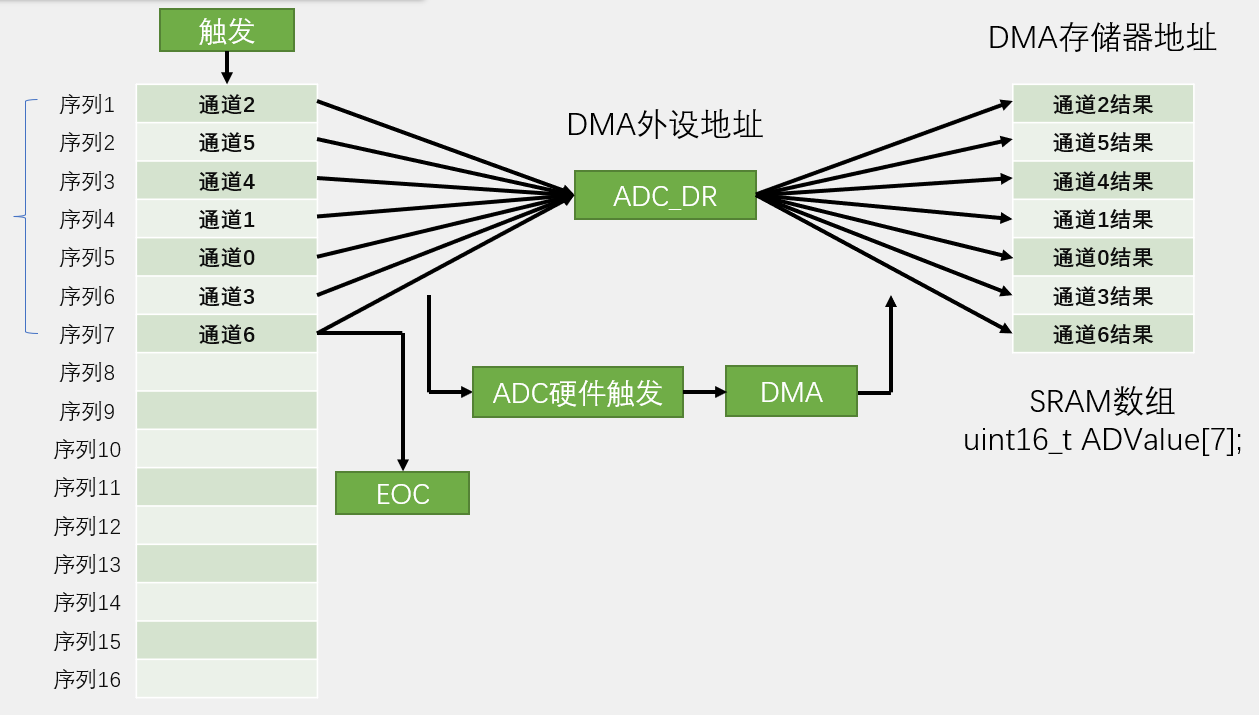 触发
DMA存储器地址
序列1 通道2
序列2 通道5
序列3 通道4
序列4 通道1
序列5 通道0
序列6 通道3
序列7 通道6
序列8
序列9
序列10
序列11
序列12
序列13
序列14
序列15
序列16
DMA外设地址
ADC_DR
ADC硬件触发
DMA
EOC
通道2结果
通道5结果
通道4结果
通道1结果
通道0结果
通道3结果
通道6结果
SRAM数组
uint16_t ADValue[7];